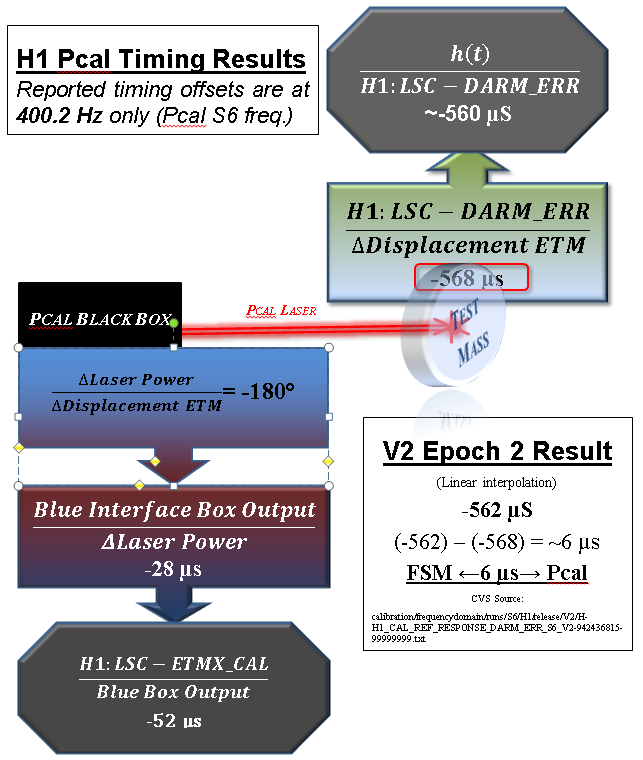 H1 Pcal Timing Results
Reported timing offsets are at
400.2 Hz only (Pcal S6 freq.)
h(t)
H1: LSC − DARM_ERR
~-560 µS
H1: LSC − DARM_ERR
ΔDisplacement ETM
-568 µs
PCAL BLACK BOX
PCAL LASER
TEST
MASS
ΔLaser Power
ΔDisplacement ETM
= -180°
Blue Interface Box Output
ΔLaser Power
-28 µs
H1: LSC − ETMX_CAL
Blue Box Output
-52 µs
V2 Epoch 2 Result
(Linear interpolation)
-562 µS
(-562) – (-568) = ~6 µs
FSM ←6 µs→ Pcal
CVS Source:
calibration/frequencydomain/runs/S6/H1/release/V2/H-
H1_CAL_REF_RESPONSE_DARM_ERR_S6_V2-942436815-
99999999.txt